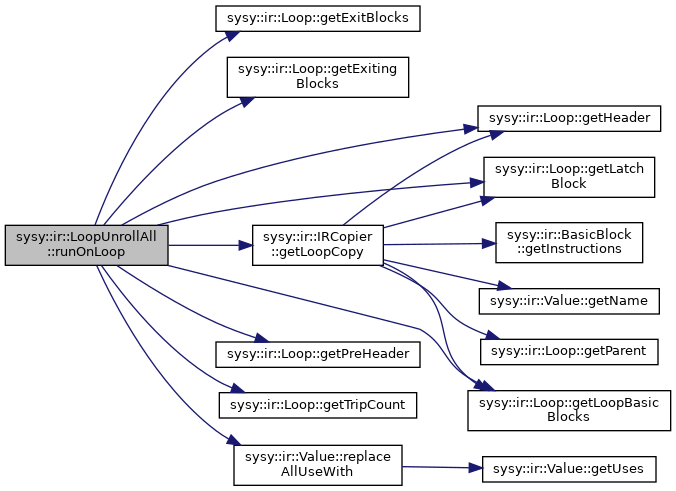 sysy::ir::Loop::getExitBlocks
sysy::ir::Loop::getExiting
Blocks
sysy::ir::Loop::getHeader
sysy::ir::Loop::getLatch
Block
sysy::ir::LoopUnrollAll
::runOnLoop
sysy::ir::IRCopier
::getLoopCopy
sysy::ir::BasicBlock
::getInstructions
sysy::ir::Value::getName
sysy::ir::Loop::getPreHeader
sysy::ir::Loop::getParent
sysy::ir::Loop::getTripCount
sysy::ir::Loop::getLoopBasic
Blocks
sysy::ir::Value::replace
AllUseWith
sysy::ir::Value::getUses